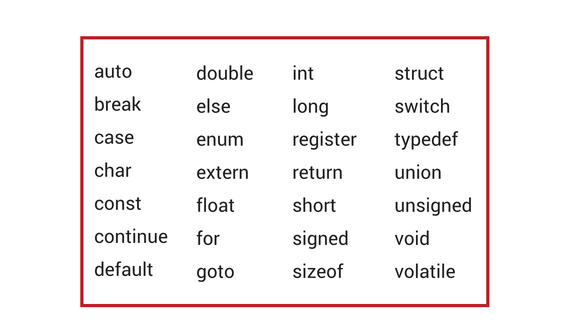 auto double int struct
break else long switch
case enum register typedef
char extern return union
const float short unsigned
continue for signed void
default goto sizeof volatile